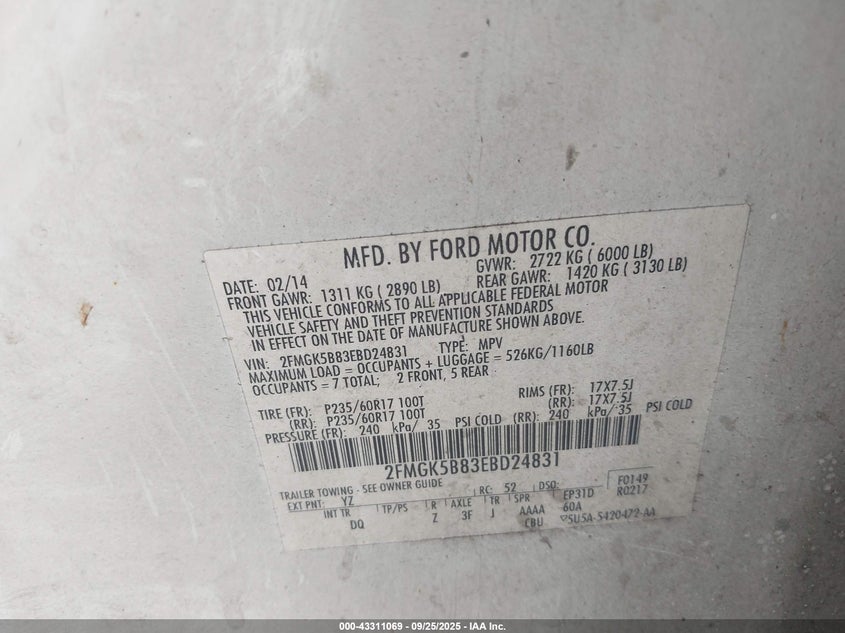 MFD. BY FORD MOTOR CO.
DATE: 02/14 GVWR: 2722 KG ( 6000 LB)
FRONT GAWR: 1311 KG ( 2890 LB) REAR GAWR: 1420 KG ( 3130 LB)
THIS VEHICLE CONFORMS TO ALL APPLICABLE FEDERAL MOTOR
VEHICLE SAFETY AND THEFT PREVENTION STANDARDS
IN EFFECT ON THE DATE OF MANUFACTURE SHOWN ABOVE.
VIN: 2FMGK5B83EBD24831 TYPE: MPV
MAXIMUM LOAD = OCCUPANTS + LUGGAGE = 526KG/1160LB
OCCUPANTS = 7 TOTAL; 2 FRONT, 5 REAR
TIRE (FR): P235/60R17 100T RIMS (FR): 17X7.5J
(RR): P235/60R17 100T (RR): 17X7.5J
PRESSURE (FR): 240 kPa/ 35 PSI COLD (RR): 240 kPa/ 35 PSI COLD
2FMGK5B83EBD24831
TRAILER TOWING - SEE OWNER GUIDE RC: 52 DSO: F0149
EXT PNT: YZ EP31D R0217
INT TR TP/PS R AXLE TR SPR 60A
DQ Z 3F J AAAA
CBU 5U5A-5420472-AA
000-43311069 - 09/25/2025 - IAA Inc.